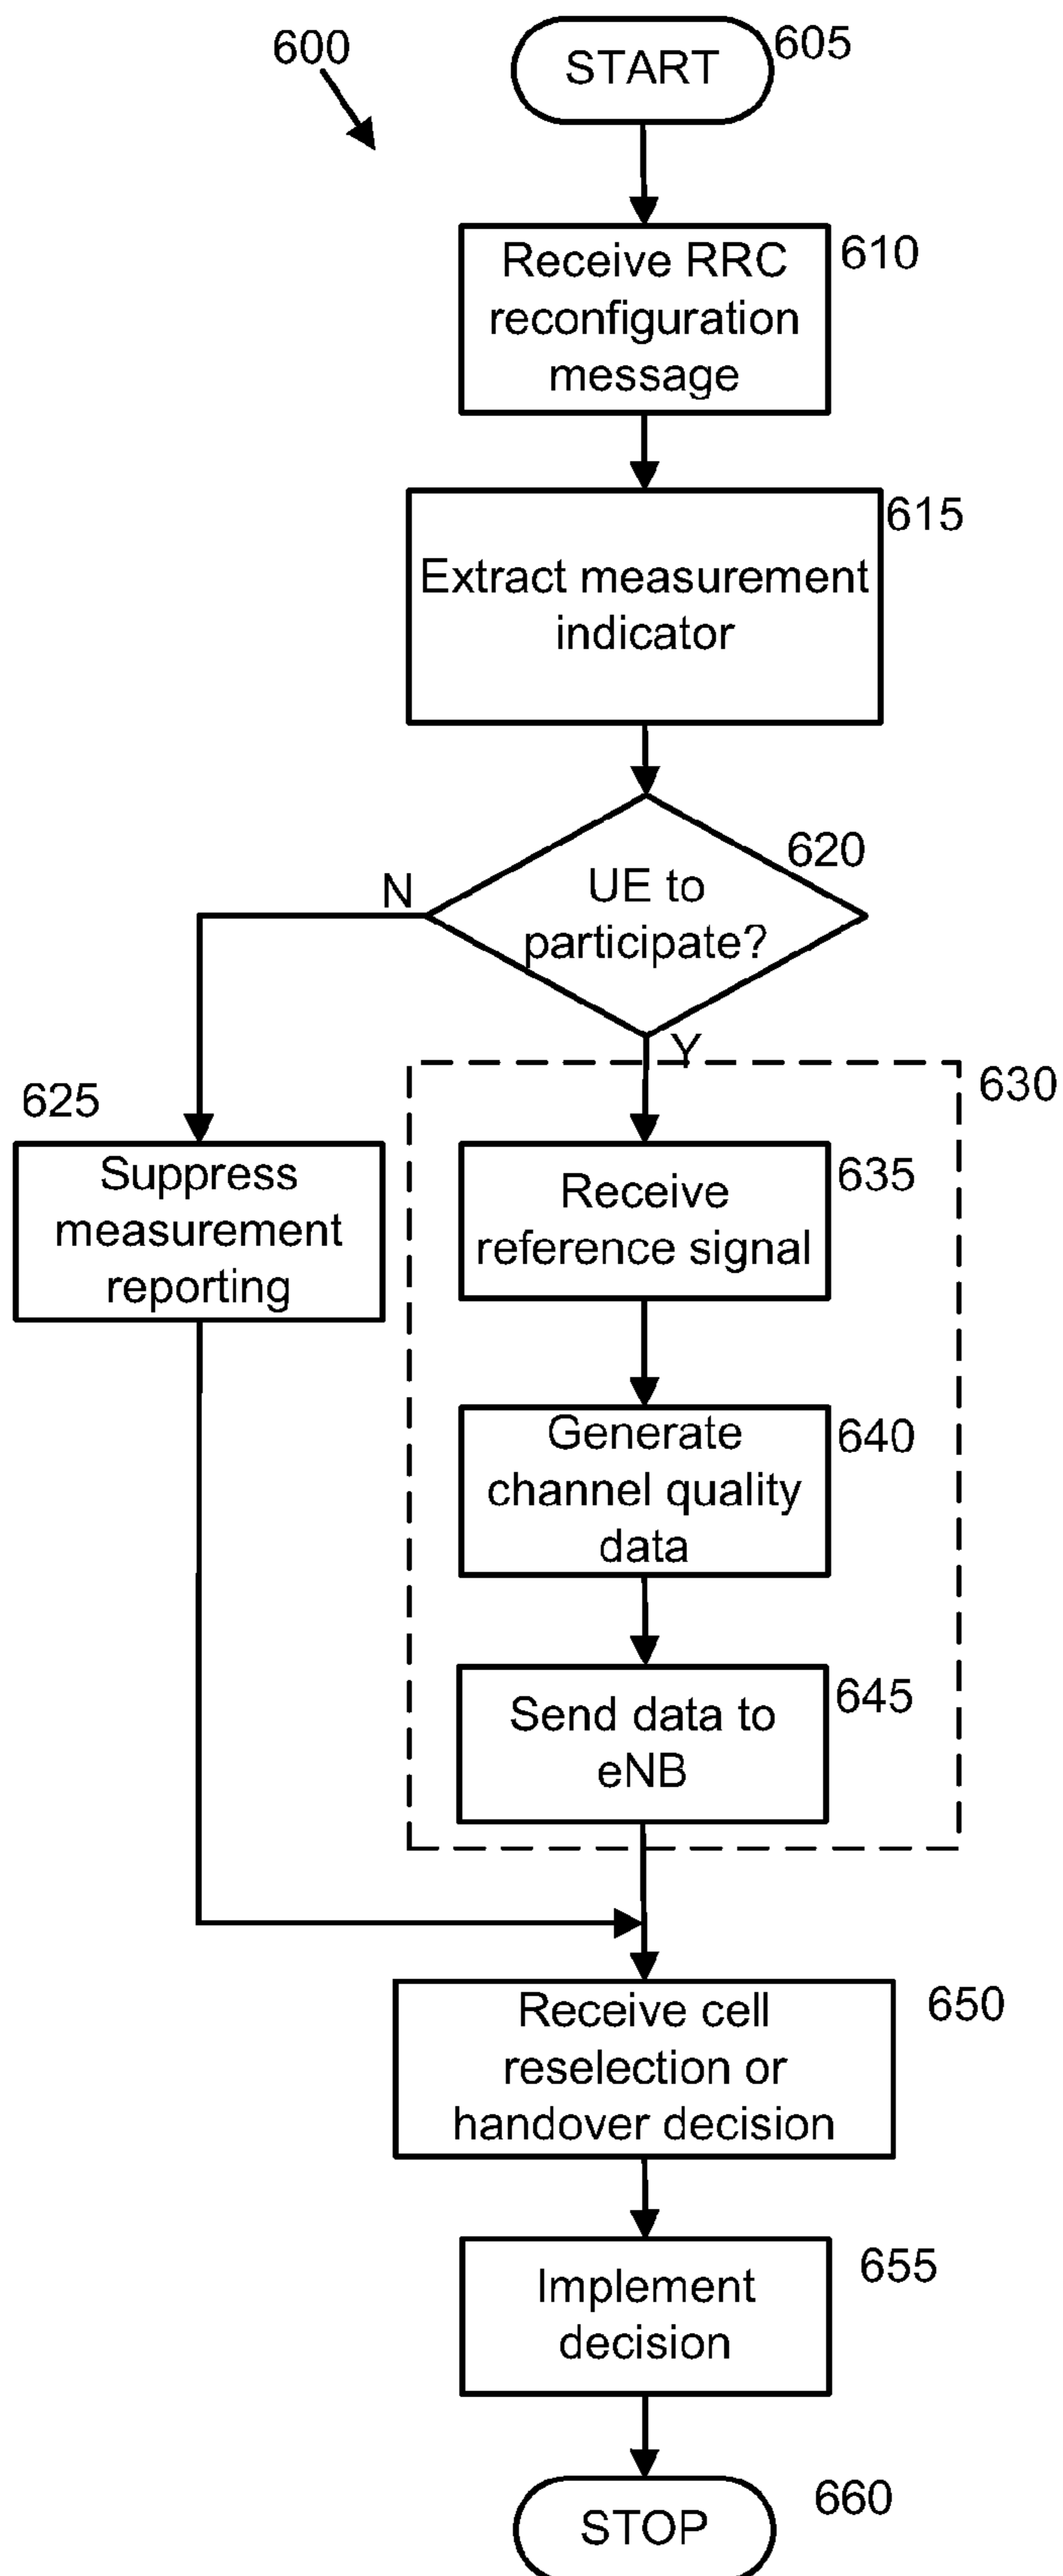 600
START
605
Receive RRC
reconfiguration
message
610
Extract measurement
indicator
615
UE to
participate?
620
N
Y
625
Suppress
measurement
reporting
630
Receive
reference signal
635
Generate
channel quality
data
640
Send data to
eNB
645
Receive cell
reselection or
handover decision
650
Implement
decision
655
STOP
660